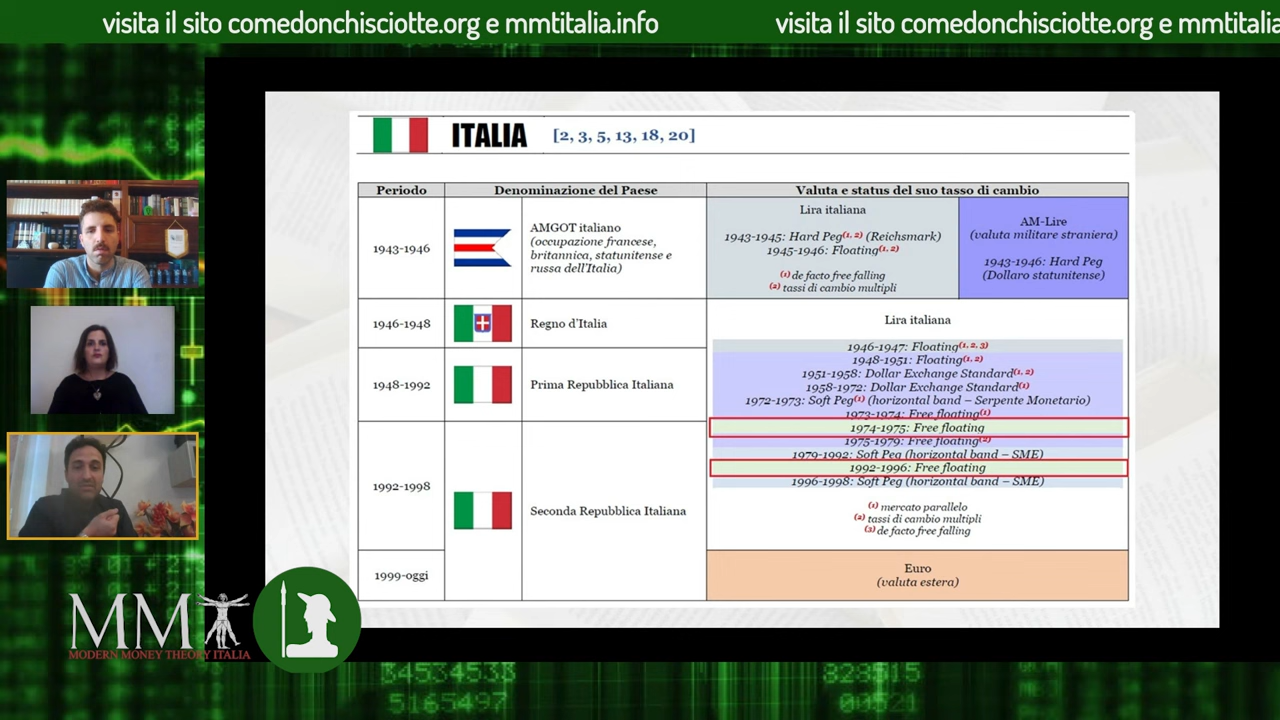 visita il sito comedonchisciotte.org e mmtitalia.info
visita il sito comedonchisciotte.org e mmtitalia
ITALIA [2, 3, 5, 13, 18, 20]
Periodo Denominazione del Paese Valuta e status del suo tasso di cambio
1943-1946
AMGOT italiano
(occupazione francese,
britannica, statunitense e
russa dell'Italia)
Lira italiana
1943-1945: Hard Peg(1, 2) (Reichsmark)
1945-1946: Floating(1, 2)
(1) de facto free falling
(2) tassi di cambio multipli
AM-Lire
(valuta militare straniera)
1943-1946: Hard Peg
(Dollaro statunitense)
1946-1948
Regno d'Italia
1948-1992
Prima Repubblica Italiana
1992-1998
Seconda Repubblica Italiana
Lira italiana
1946-1947: Floating(1, 2, 3)
1948-1951: Floating(1, 2)
1951-1958: Dollar Exchange Standard(1, 2)
1958-1972: Dollar Exchange Standard(1)
1972-1973: Soft Peg(1) (horizontal band – Serpente Monetario)
1973-1974: Free floating(1)
1974-1975: Free floating
1975-1979: Free floating(2)
1979-1992: Soft Peg (horizontal band – SME)
1992-1996: Free floating
1996-1998: Soft Peg (horizontal band – SME)
(1) mercato parallelo
(2) tassi di cambio multipli
(3) de facto free falling
1999-oggi
Euro
(valuta estera)
MMT
MODERN MONEY THEORY ITALIA
34534533
5165497
828515
00521